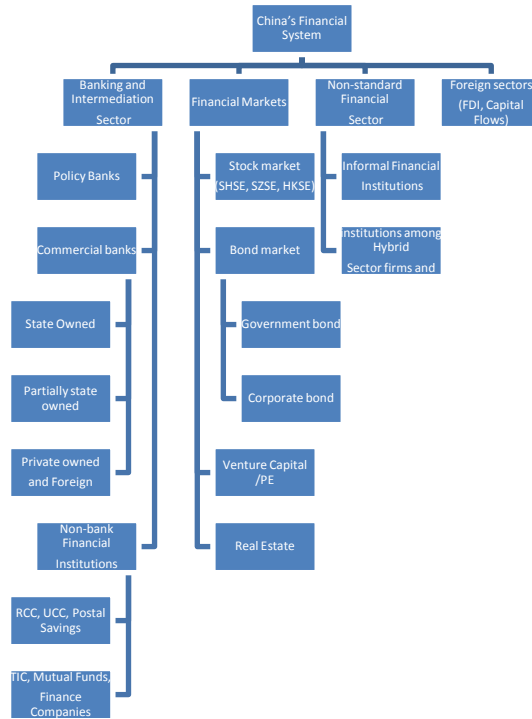 China's Financial
System
Banking and
Intermediation
Sector
Financial Markets
Non-standard
Financial
Sector
Foreign sectors
(FDI, Capital
Flows)
Policy Banks
Commercial banks
State Owned
Partially state
owned
Private owned
and Foreign
Non-bank
Financial
Institutions
RCC, UCC, Postal
Savings
TIC, Mutual Funds,
Finance
Companies
Stock market
(SHSE, SZSE, HKSE)
Bond market
Government bond
Corporate bond
Venture Capital
/PE
Real Estate
Informal Financial
Institutions
institutions among
Hybrid
Sector firms and